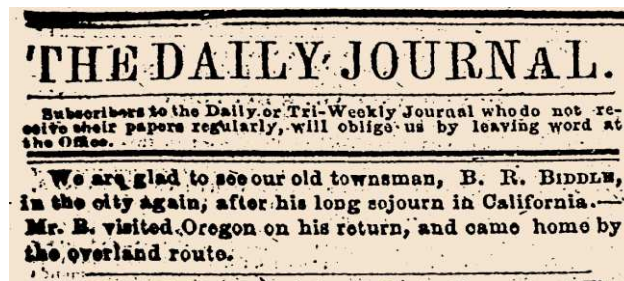 THE DAILY JOURNAL.
Subscribers to the Daily or Tri-Weekly Journal who do not re-
ceive their papers regularly, will oblige us by leaving word at
the Office.
We are glad to see our old townsman, B. R. BIDDLE,
in the city again, after his long sojourn in California.—
Mr. B. visited Oregon on his return, and came home by
the overland route.